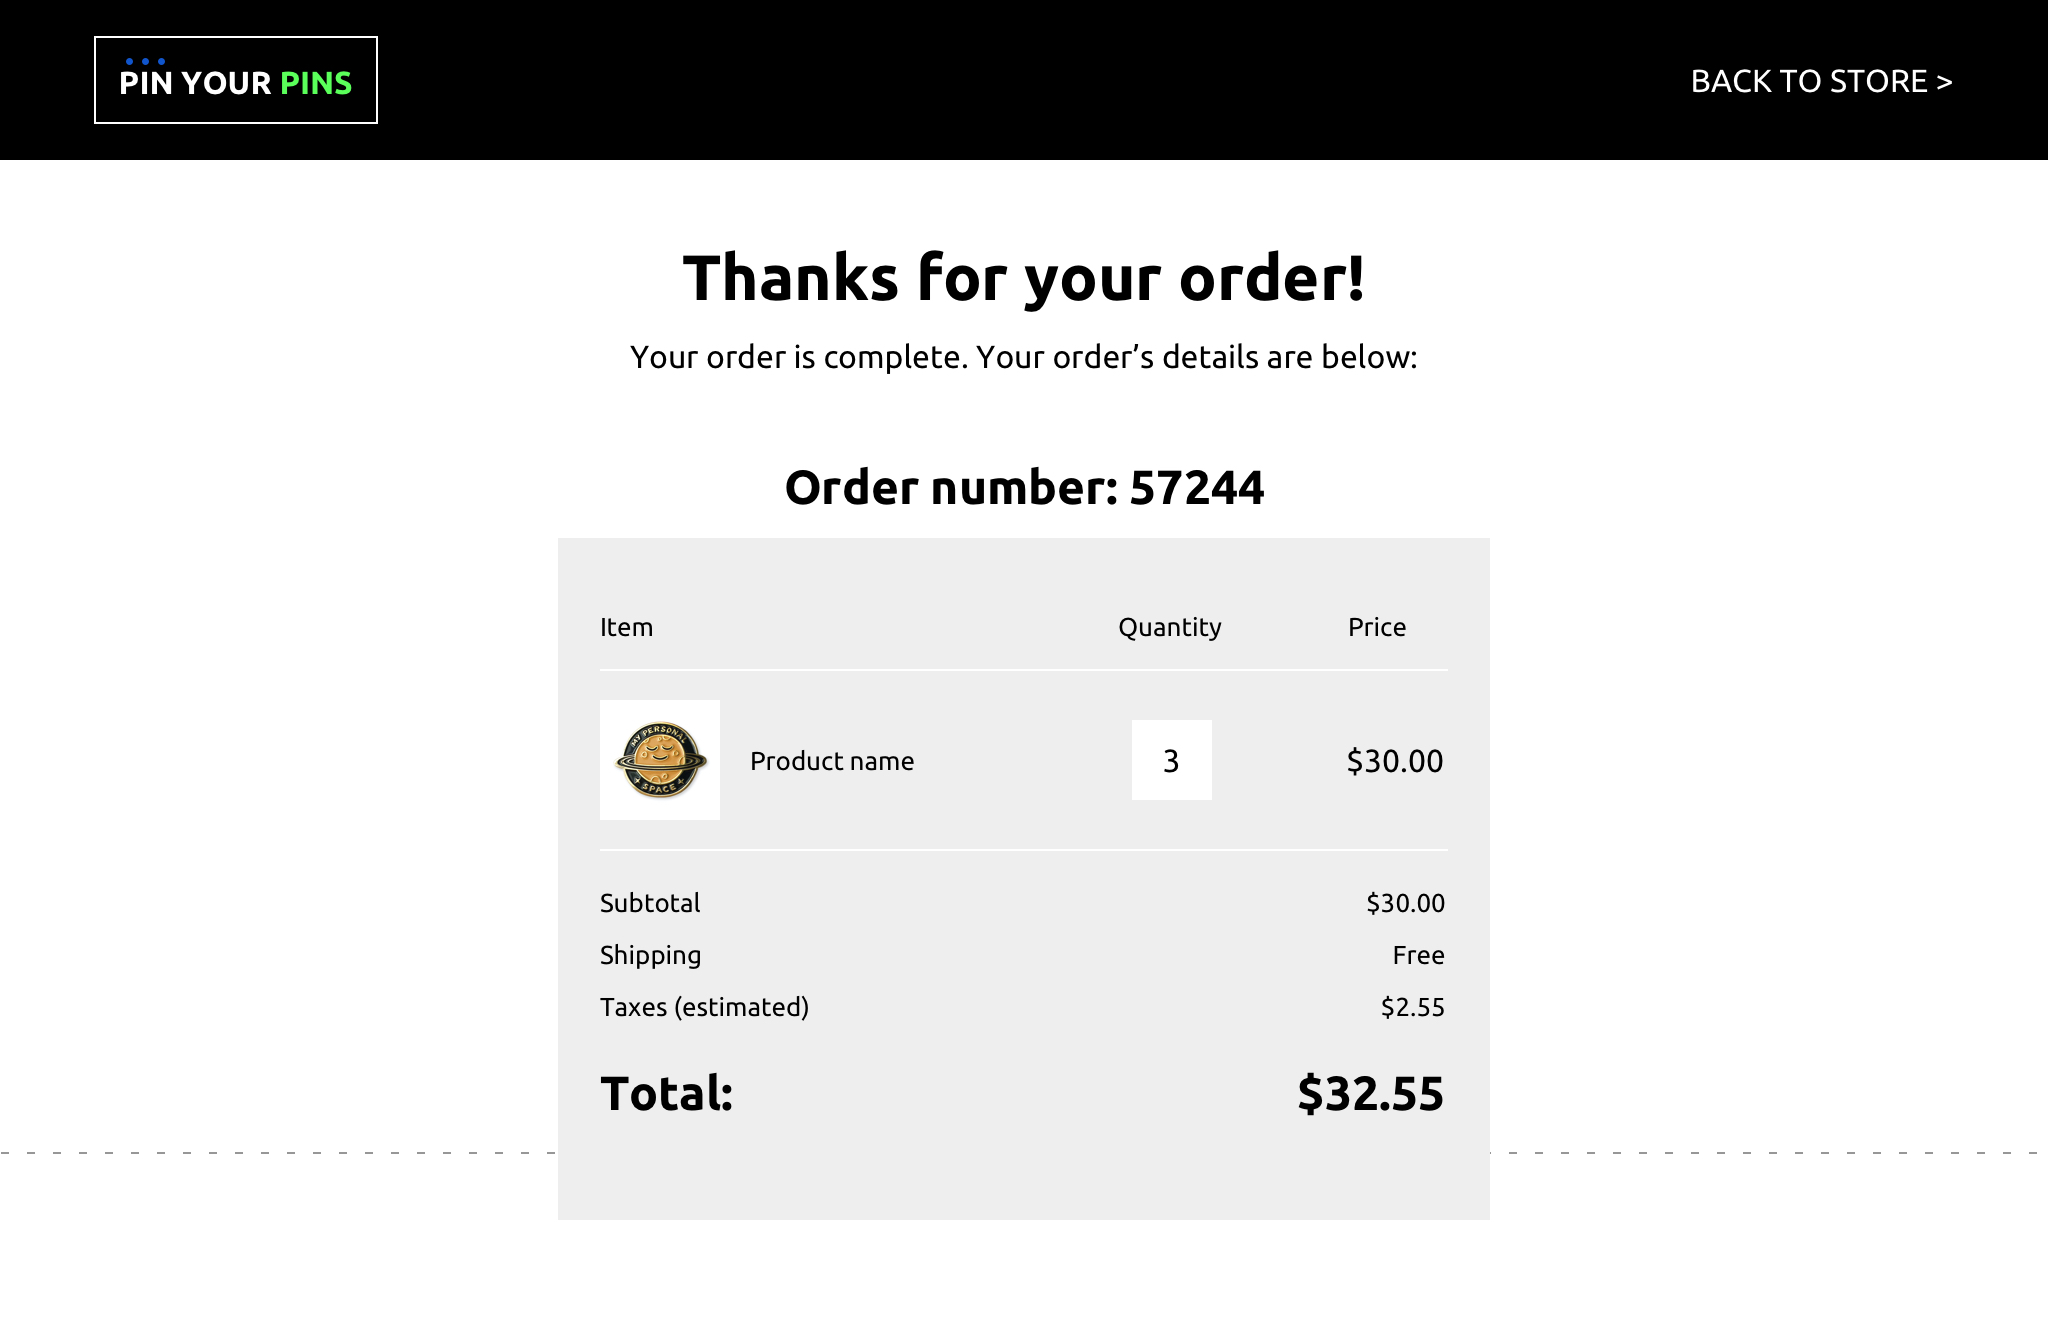 PIN YOUR PINS
BACK TO STORE >
Thanks for your order!
Your order is complete. Your order’s details are below:
Order number: 57244
Item Quantity Price
MY PERSONAL
SPACE
Product name 3 $30.00
Subtotal $30.00
Shipping Free
Taxes (estimated) $2.55
Total: $32.55